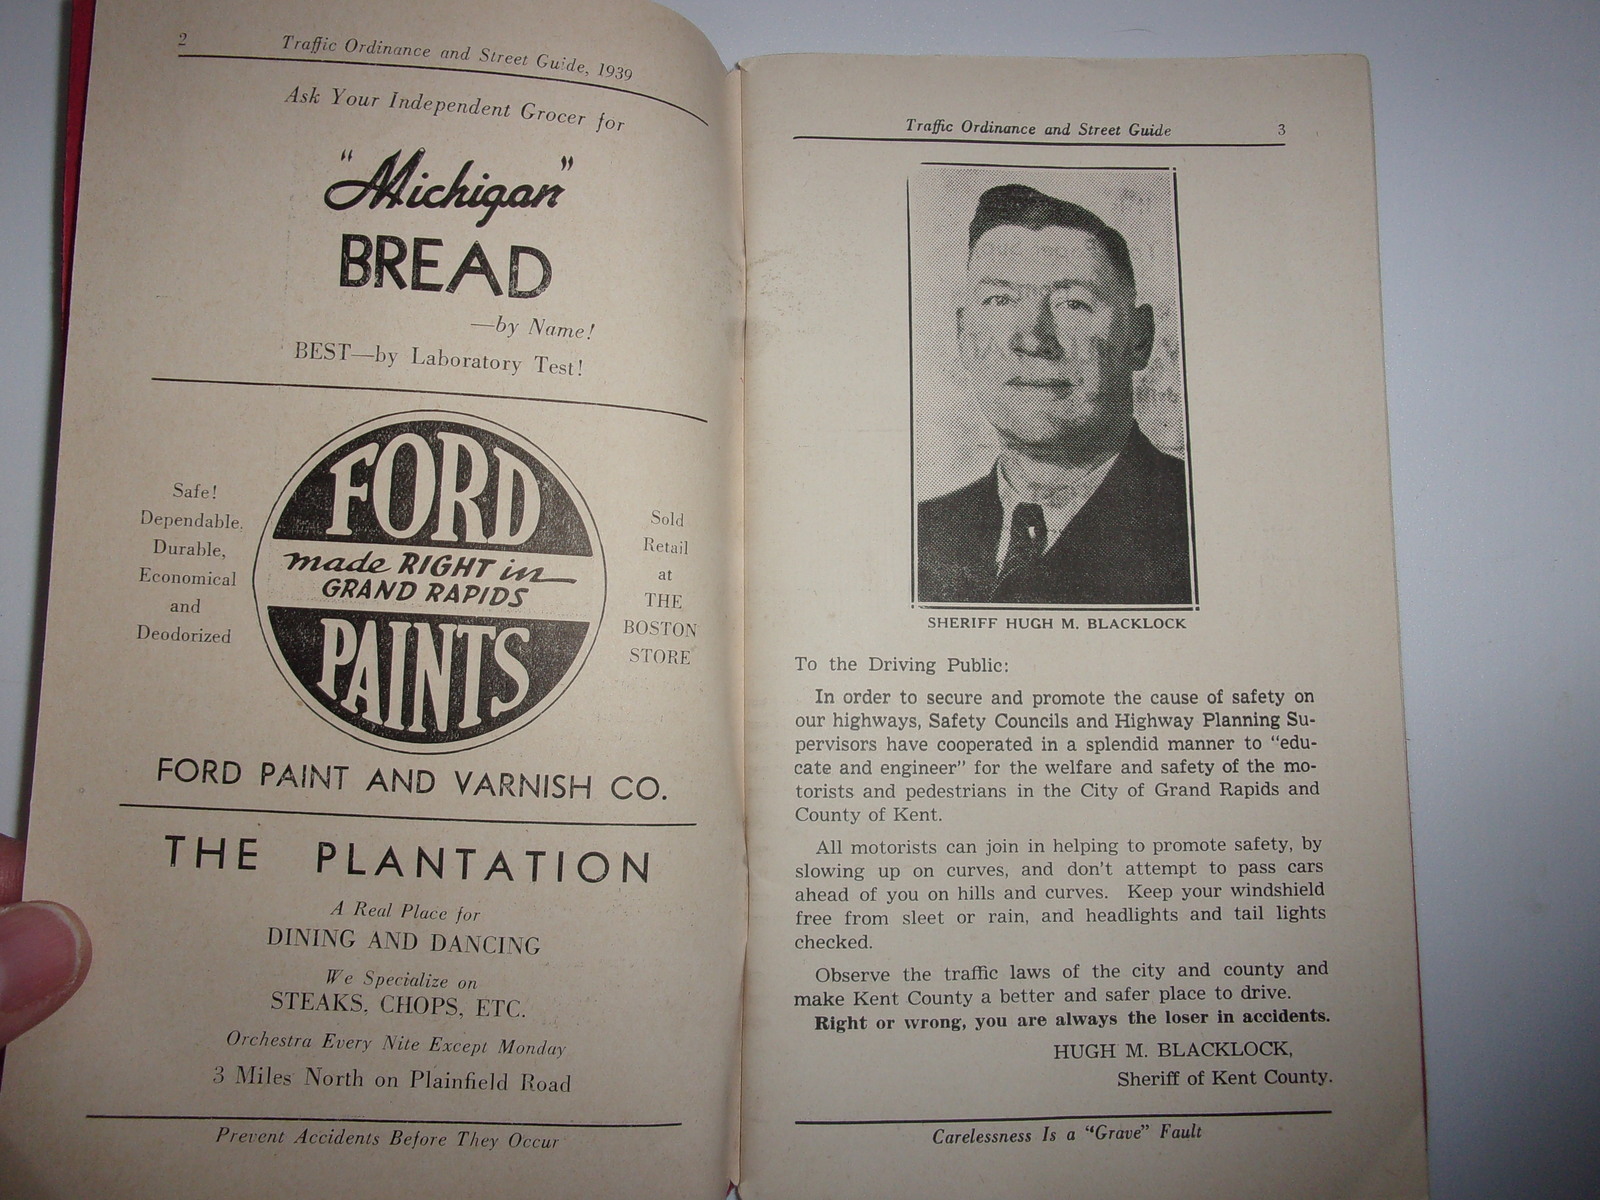 2 Traffic Ordinance and Street Guide, 1939
Ask Your Independent Grocer for
"Michigan"
BREAD
—by Name!
BEST—by Laboratory Test!
Safe!
Dependable,
Durable,
Economical
and
Deodorized
FORD
made RIGHT in
GRAND RAPIDS
PAINTS
Sold
Retail
at
THE
BOSTON
STORE
FORD PAINT AND VARNISH CO.
THE PLANTATION
A Real Place for
DINING AND DANCING
We Specialize on
STEAKS, CHOPS, ETC.
Orchestra Every Nite Except Monday
3 Miles North on Plainfield Road
Prevent Accidents Before They Occur
Traffic Ordinance and Street Guide 3
SHERIFF HUGH M. BLACKLOCK
To the Driving Public:
In order to secure and promote the cause of safety on
our highways, Safety Councils and Highway Planning Su-
pervisors have cooperated in a splendid manner to "edu-
cate and engineer" for the welfare and safety of the mo-
torists and pedestrians in the City of Grand Rapids and
County of Kent.
All motorists can join in helping to promote safety, by
slowing up on curves, and don't attempt to pass cars
ahead of you on hills and curves. Keep your windshield
free from sleet or rain, and headlights and tail lights
checked.
Observe the traffic laws of the city and county and
make Kent County a better and safer place to drive.
Right or wrong, you are always the loser in accidents.
HUGH M. BLACKLOCK,
Sheriff of Kent County.
Carelessness Is a "Grave" Fault